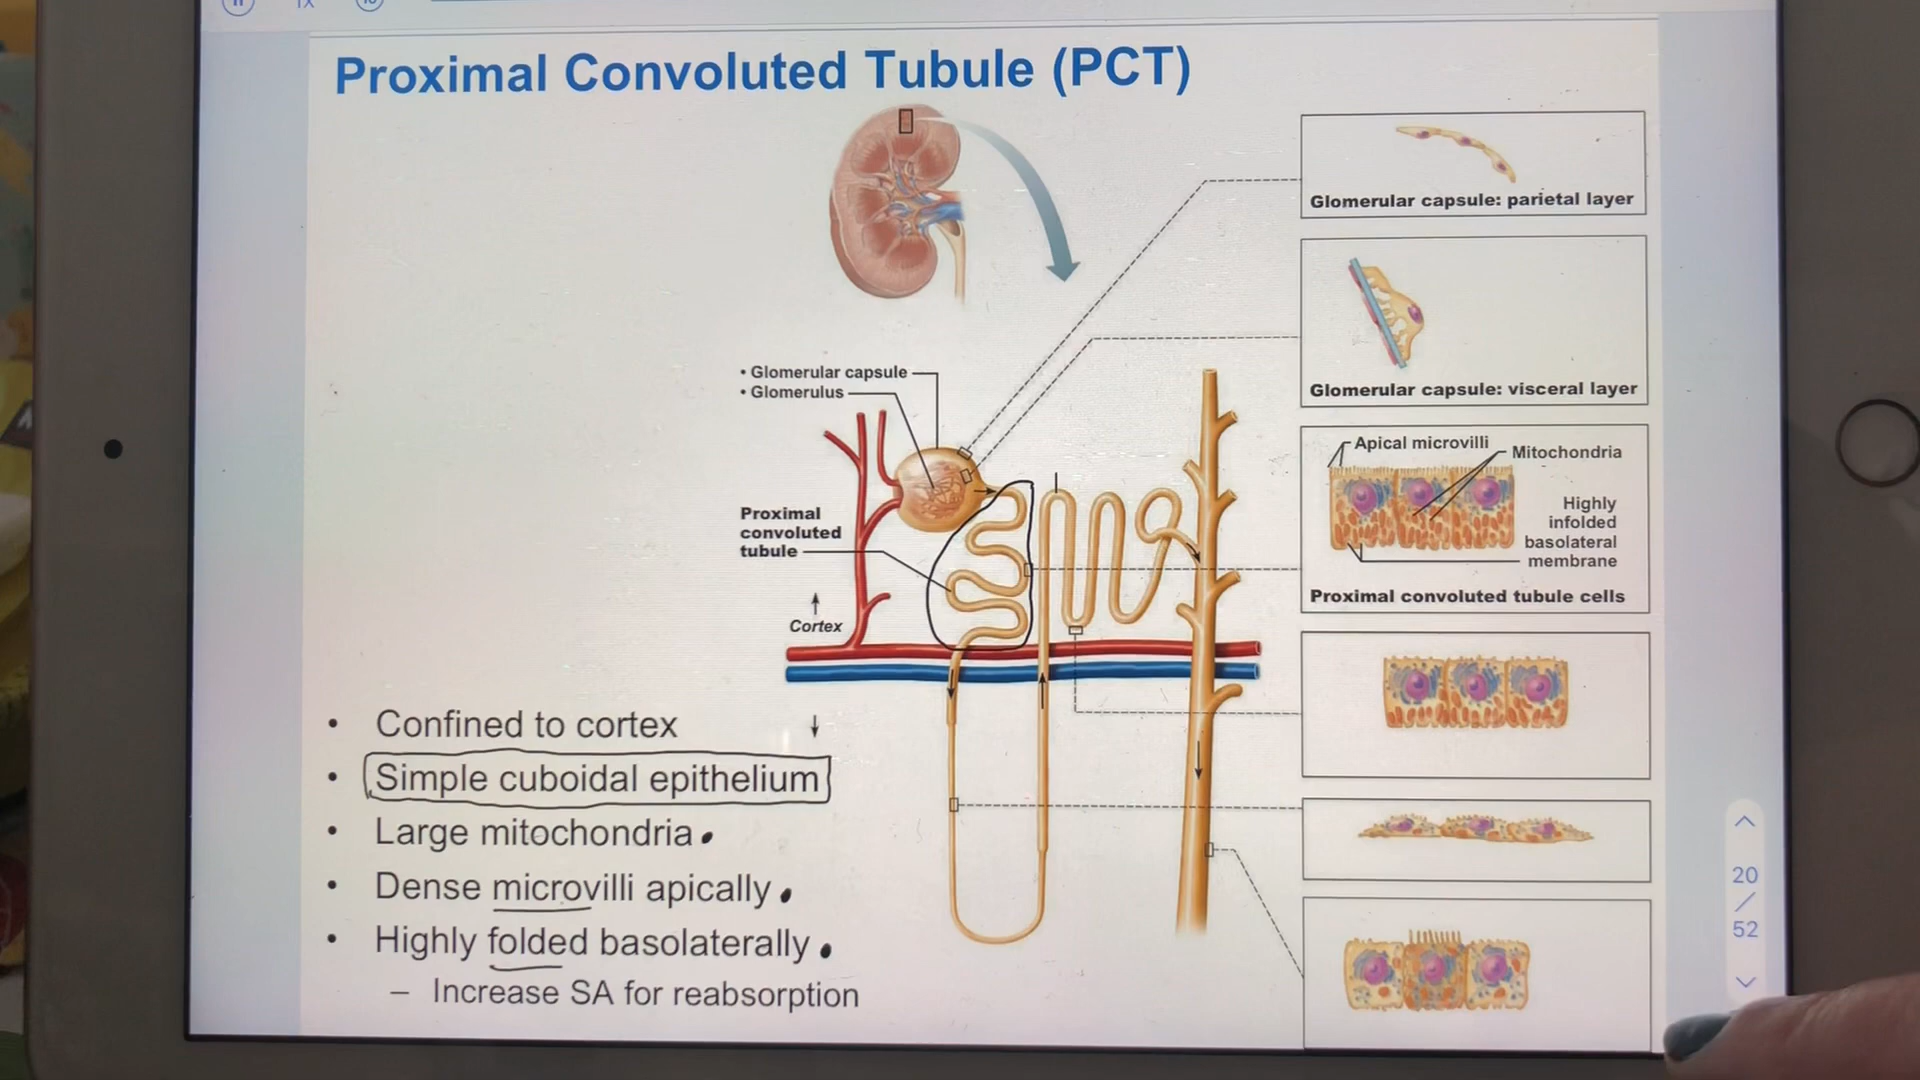 1x
Proximal Convoluted Tubule (PCT)
Glomerular capsule: parietal layer
Glomerular capsule: visceral layer
• Glomerular capsule
• Glomerulus
Apical microvilli
Mitochondria
Highly
infolded
basolateral
membrane
Proximal convoluted tubule cells
Proximal
convoluted
tubule
Cortex
• Confined to cortex
• Simple cuboidal epithelium
• Large mitochondria
• Dense microvilli apically
• Highly folded basolaterally
– Increase SA for reabsorption
20
/
52